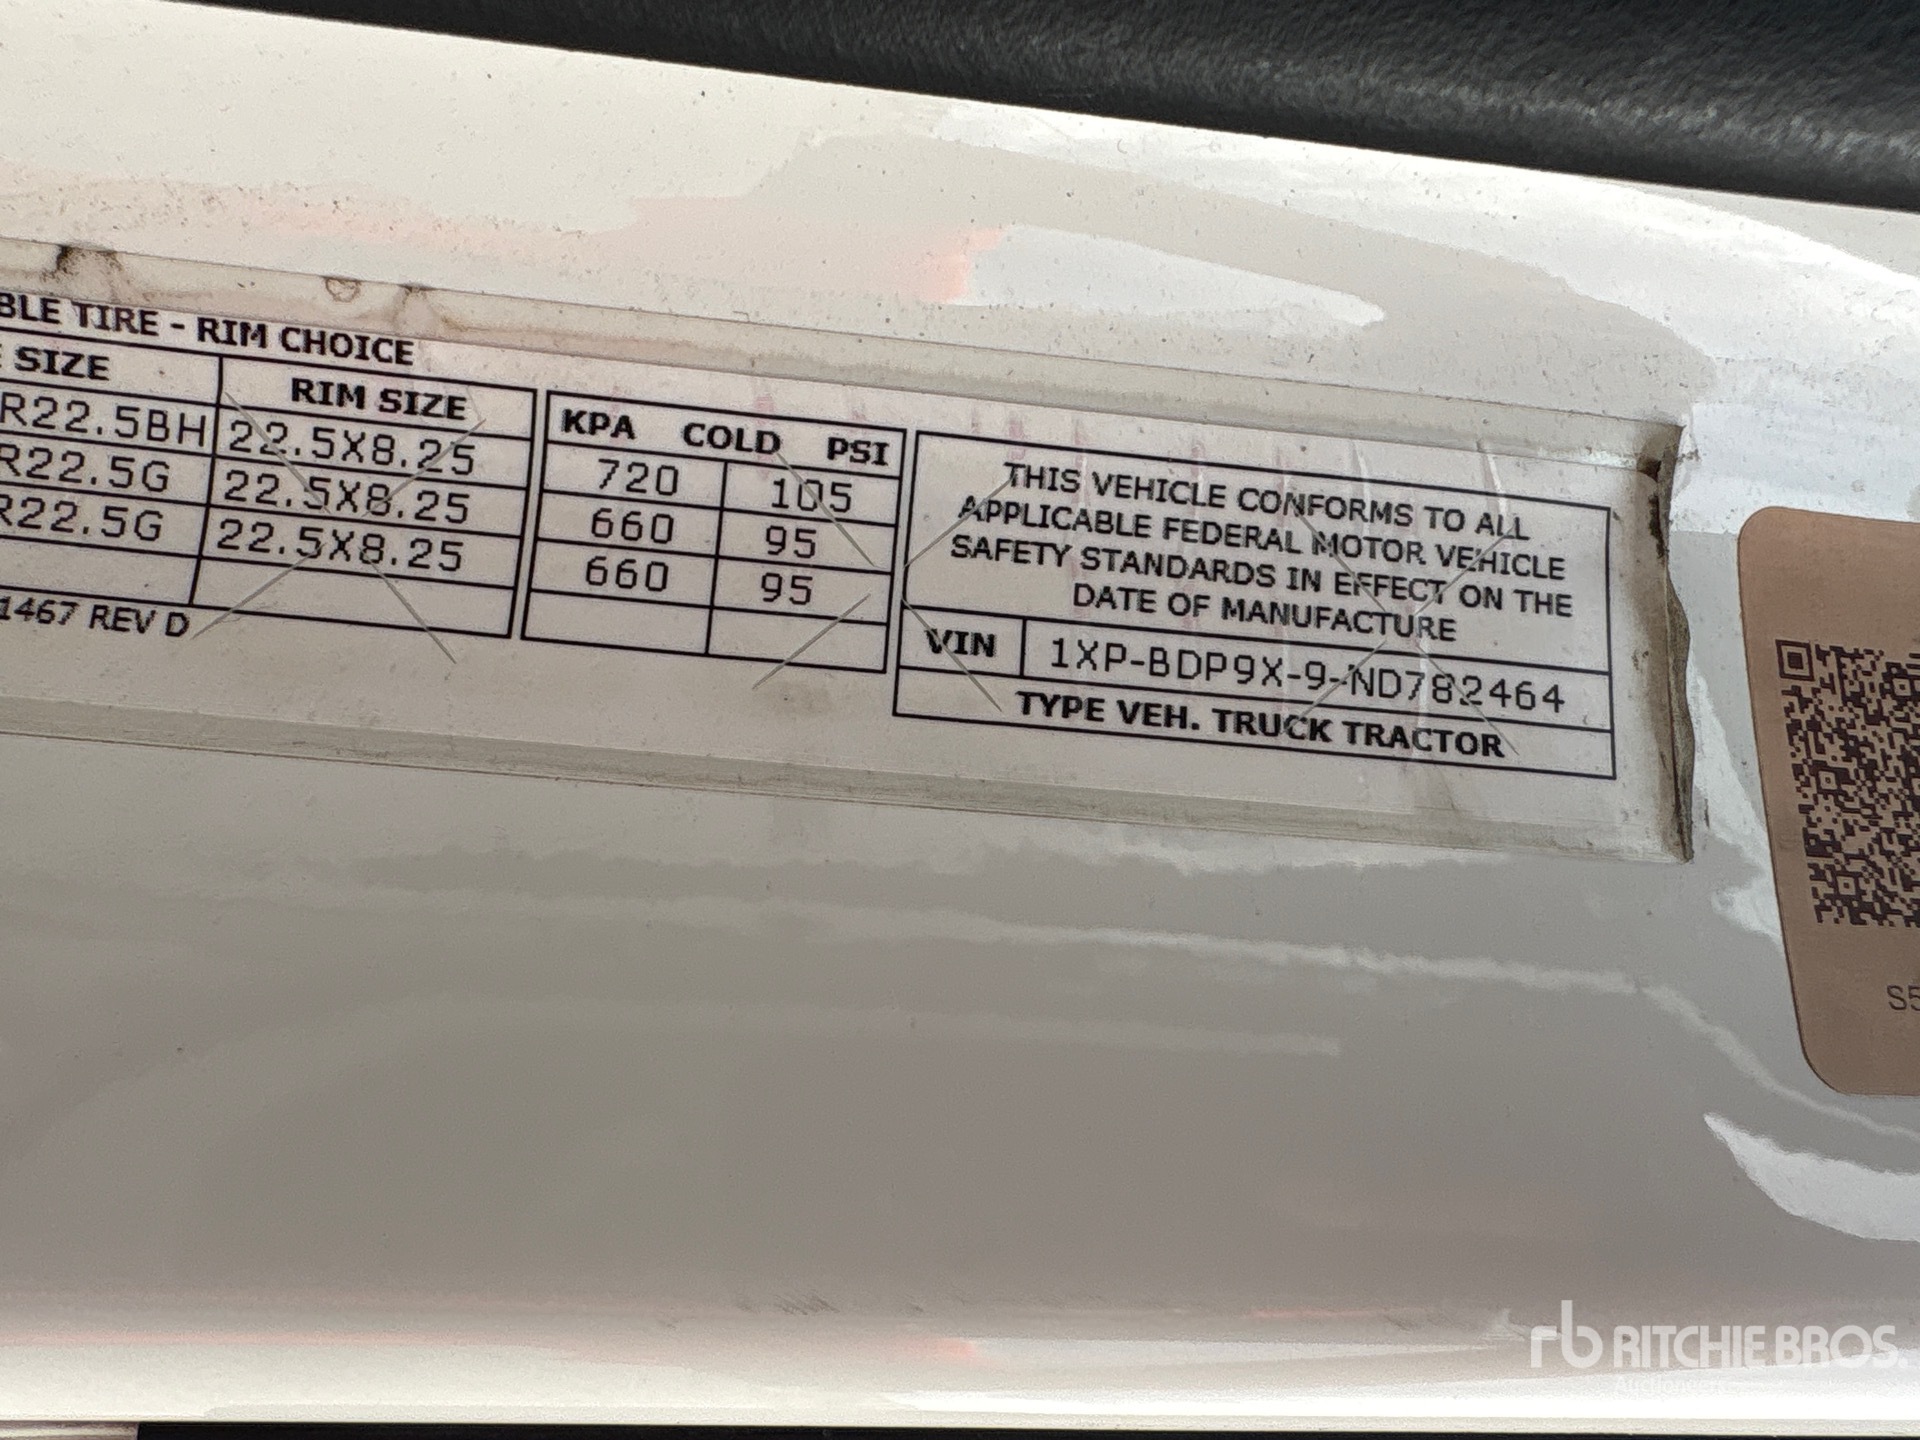 BLE TIRE - RIM CHOICE
SIZE RIM SIZE KPA COLD PSI
R22.5BH 22.5X8.25 720 105
R22.5G 22.5X8.25 660 95
R22.5G 22.5X8.25 660 95
1467 REV D
THIS VEHICLE CONFORMS TO ALL
APPLICABLE FEDERAL MOTOR VEHICLE
SAFETY STANDARDS IN EFFECT ON THE
DATE OF MANUFACTURE
VIN 1XP-BDP9X-9-ND782464
TYPE VEH. TRUCK TRACTOR
S5
rb RITCHIE BROS.
Auctioneers